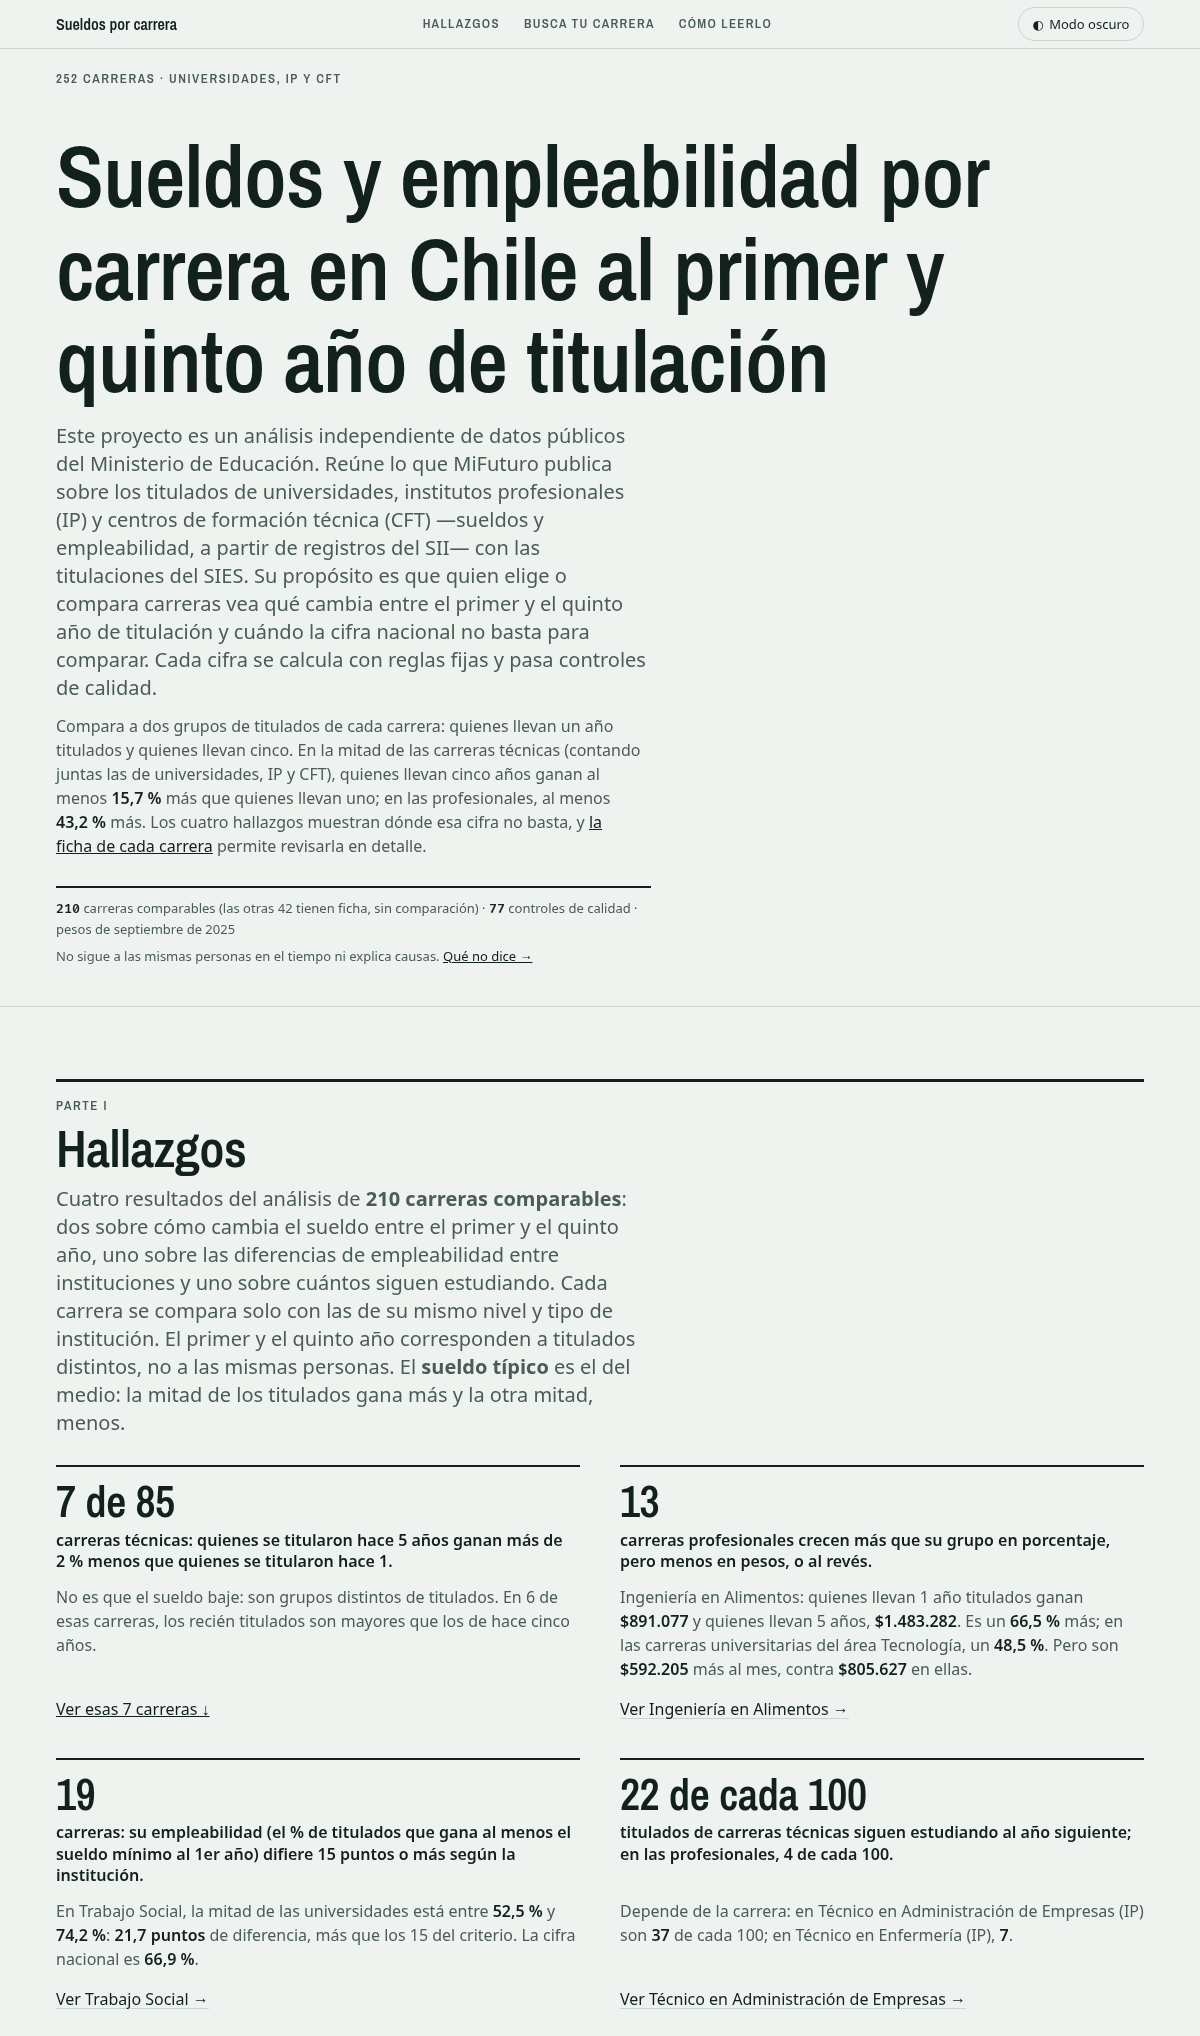 Sueldos por carrera
HALLAZGOS
BUSCA TU CARRERA
CÓMO LEERLO
◐ Modo oscuro
252 CARRERAS · UNIVERSIDADES, IP Y CFT
Sueldos y empleabilidad por
carrera en Chile al primer y
quinto año de titulación
Este proyecto es un análisis independiente de datos públicos
del Ministerio de Educación. Reúne lo que MiFuturo publica
sobre los titulados de universidades, institutos profesionales
(IP) y centros de formación técnica (CFT) —sueldos y
empleabilidad, a partir de registros del SII— con las
titulaciones del SIES. Su propósito es que quien elige o
compara carreras vea qué cambia entre el primer y el quinto
año de titulación y cuándo la cifra nacional no basta para
comparar. Cada cifra se calcula con reglas fijas y pasa controles
de calidad.
Compara a dos grupos de titulados de cada carrera: quienes llevan un año
titulados y quienes llevan cinco. En la mitad de las carreras técnicas (contando
juntas las de universidades, IP y CFT), quienes llevan cinco años ganan al
menos 15,7 % más que quienes llevan uno; en las profesionales, al menos
43,2 % más. Los cuatro hallazgos muestran dónde esa cifra no basta, y la
ficha de cada carrera permite revisarla en detalle.
210 carreras comparables (las otras 42 tienen ficha, sin comparación) · 77 controles de calidad ·
pesos de septiembre de 2025
No sigue a las mismas personas en el tiempo ni explica causas. Qué no dice →
PARTE I
Hallazgos
Cuatro resultados del análisis de 210 carreras comparables:
dos sobre cómo cambia el sueldo entre el primer y el quinto
año, uno sobre las diferencias de empleabilidad entre
instituciones y uno sobre cuántos siguen estudiando. Cada
carrera se compara solo con las de su mismo nivel y tipo de
institución. El primer y el quinto año corresponden a titulados
distintos, no a las mismas personas. El sueldo típico es el del
medio: la mitad de los titulados gana más y la otra mitad,
menos.
7 de 85
carreras técnicas: quienes se titularon hace 5 años ganan más de
2 % menos que quienes se titularon hace 1.
No es que el sueldo baje: son grupos distintos de titulados. En 6 de
esas carreras, los recién titulados son mayores que los de hace cinco
años.
Ver esas 7 carreras ↓
13
carreras profesionales crecen más que su grupo en porcentaje,
pero menos en pesos, o al revés.
Ingeniería en Alimentos: quienes llevan 1 año titulados ganan
$891.077 y quienes llevan 5 años, $1.483.282. Es un 66,5 % más; en
las carreras universitarias del área Tecnología, un 48,5 %. Pero son
$592.205 más al mes, contra $805.627 en ellas.
Ver Ingeniería en Alimentos →
19
carreras: su empleabilidad (el % de titulados que gana al menos el
sueldo mínimo al 1er año) difiere 15 puntos o más según la
institución.
En Trabajo Social, la mitad de las universidades está entre 52,5 % y
74,2 %: 21,7 puntos de diferencia, más que los 15 del criterio. La cifra
nacional es 66,9 %.
Ver Trabajo Social →
22 de cada 100
titulados de carreras técnicas siguen estudiando al año siguiente;
en las profesionales, 4 de cada 100.
Depende de la carrera: en Técnico en Administración de Empresas (IP)
son 37 de cada 100; en Técnico en Enfermería (IP), 7.
Ver Técnico en Administración de Empresas →